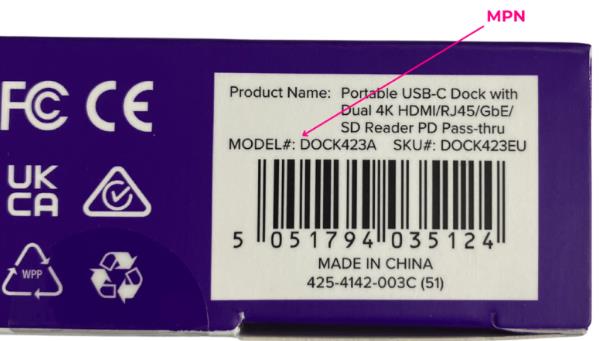 MPN
FC CE
Product Name: Portable USB-C Dock with
Dual 4K HDMI/RJ45/GbE/
SD Reader PD Pass-thru
MODEL#: DOCK423A SKU#: DOCK423EU
UK
CA
5 051794 035124
WPP
MADE IN CHINA
425-4142-003C (51)